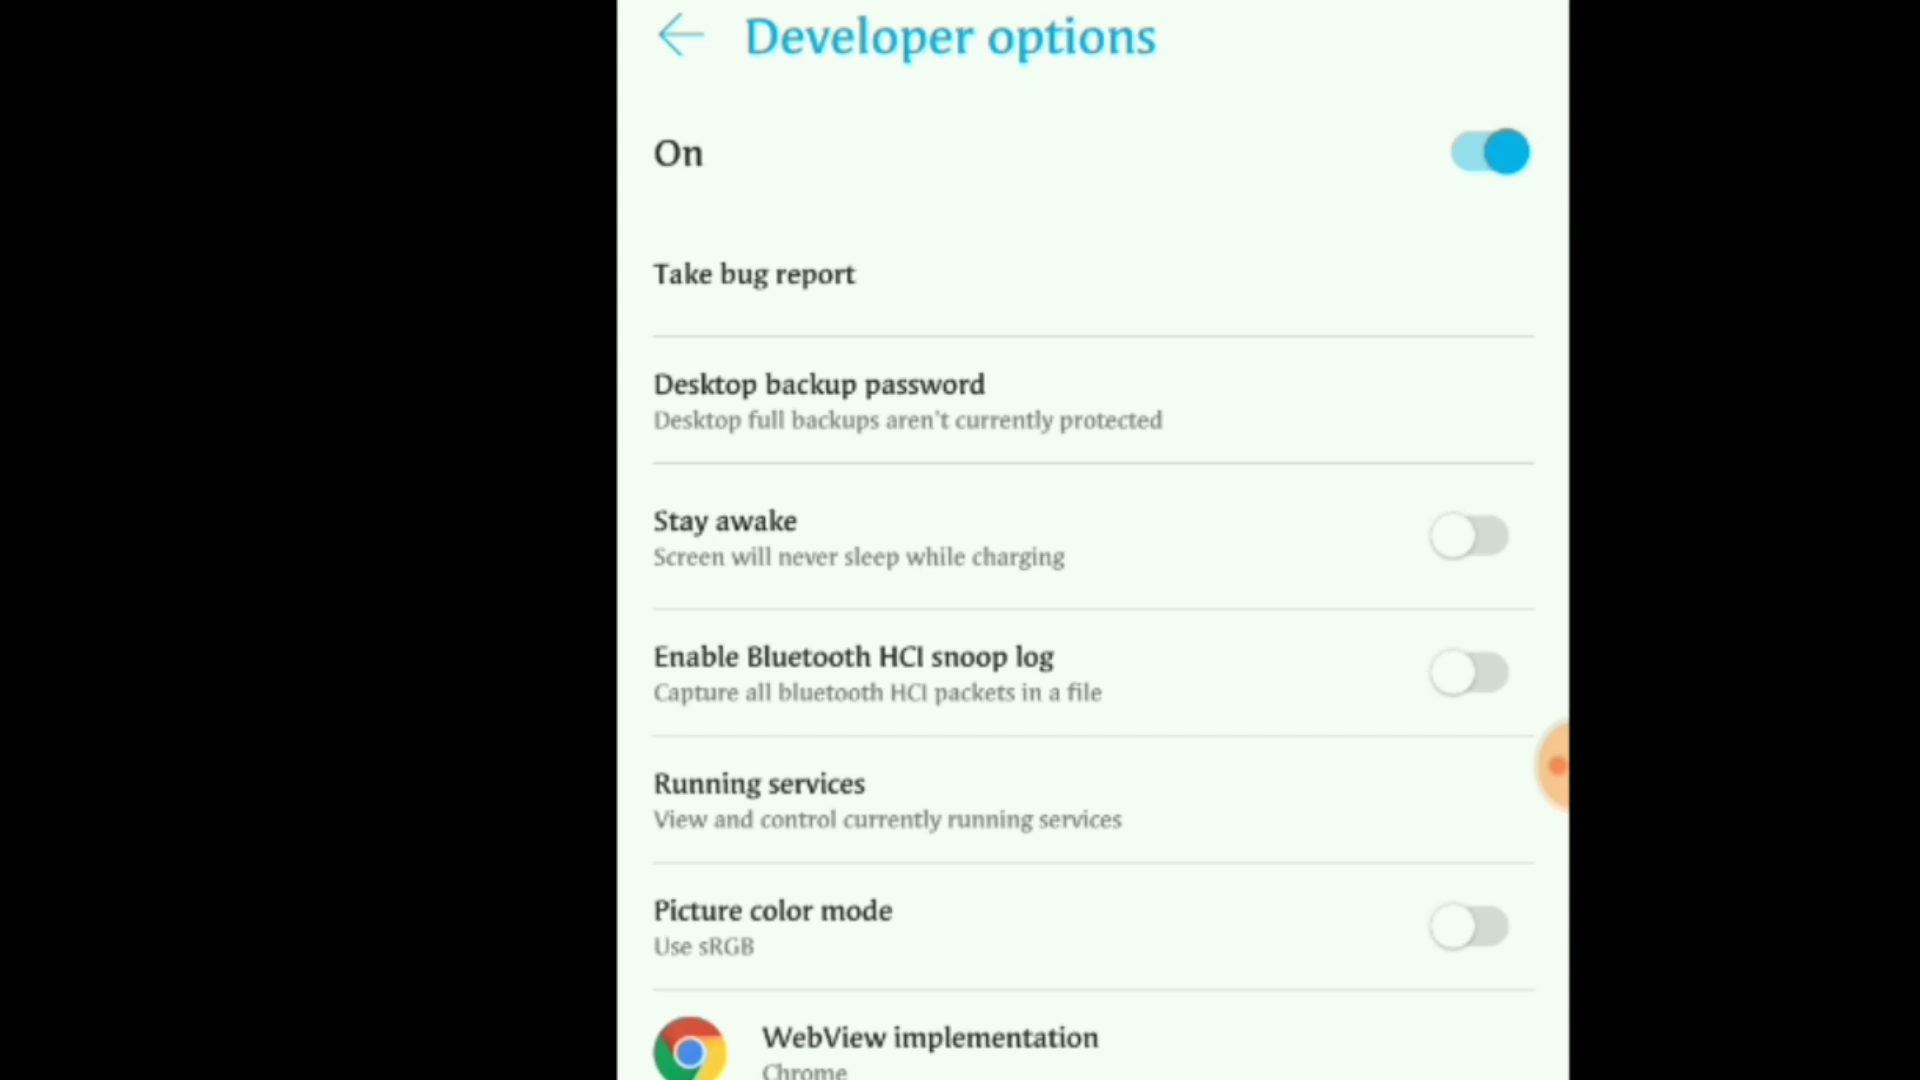 Developer options
On
Take bug report
Desktop backup password
Desktop full backups aren't currently protected
Stay awake
Screen will never sleep while charging
Enable Bluetooth HCI snoop log
Capture all bluetooth HCI packets in a file
Running services
View and control currently running services
Picture color mode
Use sRGB
WebView implementation
Chrome